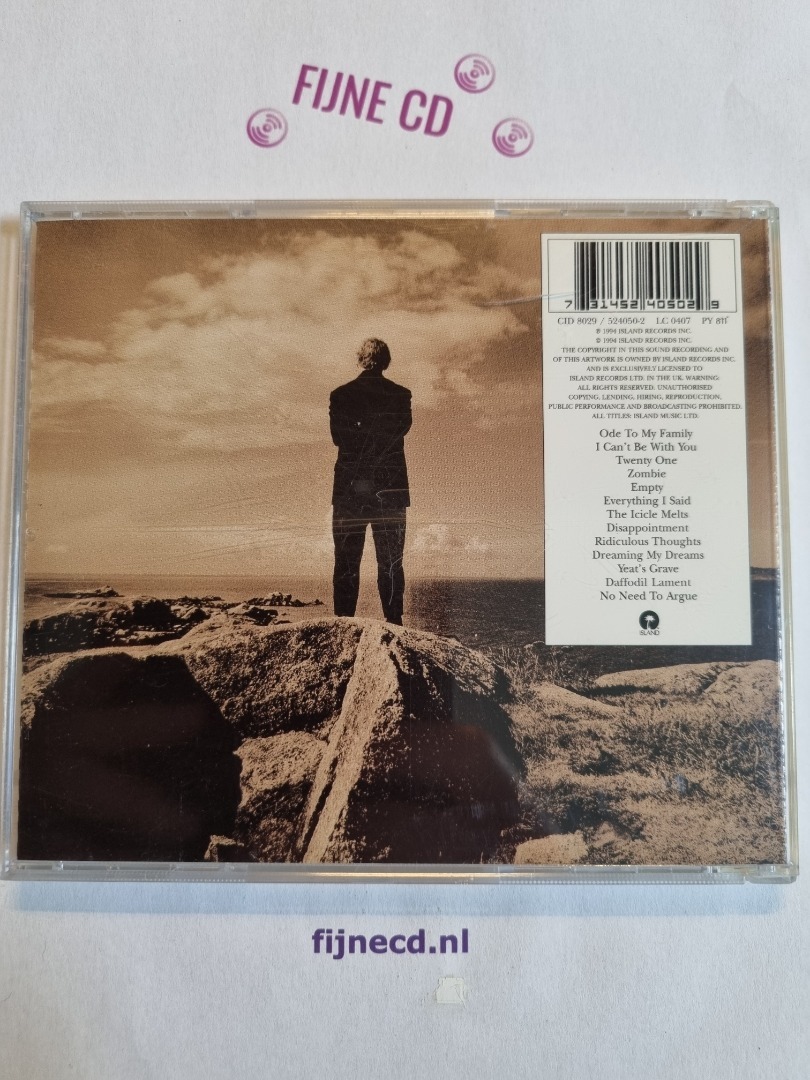 FIJNE CD
7 31452 40502 9
CID 8029 / 524050-2 LC 0407 PY 811
℗ 1994 ISLAND RECORDS INC.
© 1994 ISLAND RECORDS INC.
THE COPYRIGHT IN THIS SOUND RECORDING AND
OF THIS ARTWORK IS OWNED BY ISLAND RECORDS INC.
AND IS EXCLUSIVELY LICENSED TO
ISLAND RECORDS LTD. IN THE UK. WARNING:
ALL RIGHTS RESERVED. UNAUTHORISED
COPYING, LENDING, HIRING, REPRODUCTION,
PUBLIC PERFORMANCE AND BROADCASTING PROHIBITED.
ALL TITLES: ISLAND MUSIC LTD.
Ode To My Family
I Can't Be With You
Twenty One
Zombie
Empty
Everything I Said
The Icicle Melts
Disappointment
Ridiculous Thoughts
Dreaming My Dreams
Yeat's Grave
Daffodil Lament
No Need To Argue
ISLAND
fijnecd.nl